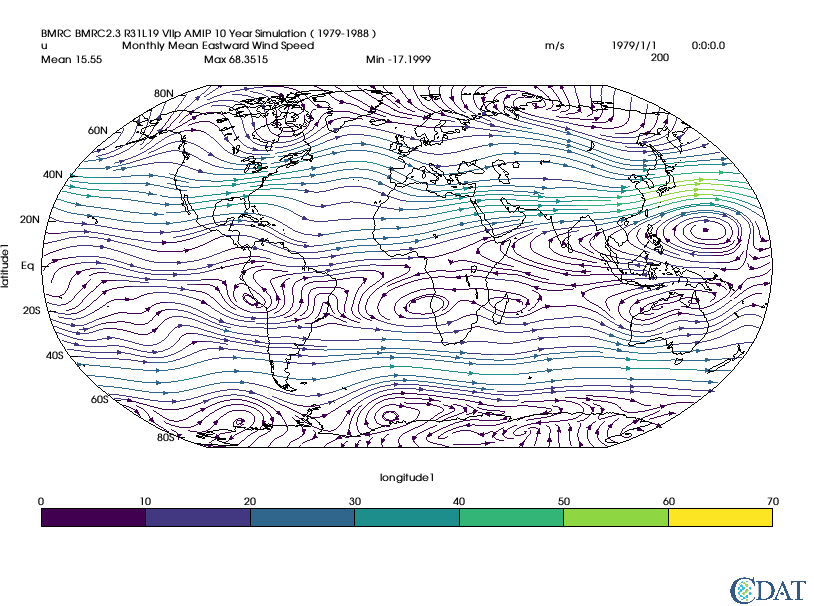 BMRC BMRC2.3 R31L19 VIIp AMIP 10 Year Simulation ( 1979-1988 )
u Monthly Mean Eastward Wind Speed m/s 1979/1/1 0:0:0.0
Mean 15.55 Max 68.3515 Min -17.1999 200
80N
60N
40N
20N
Eq
20S
40S
60S
80S
latitude1
longitude1
0 10 20 30 40 50 60 70
CDAT